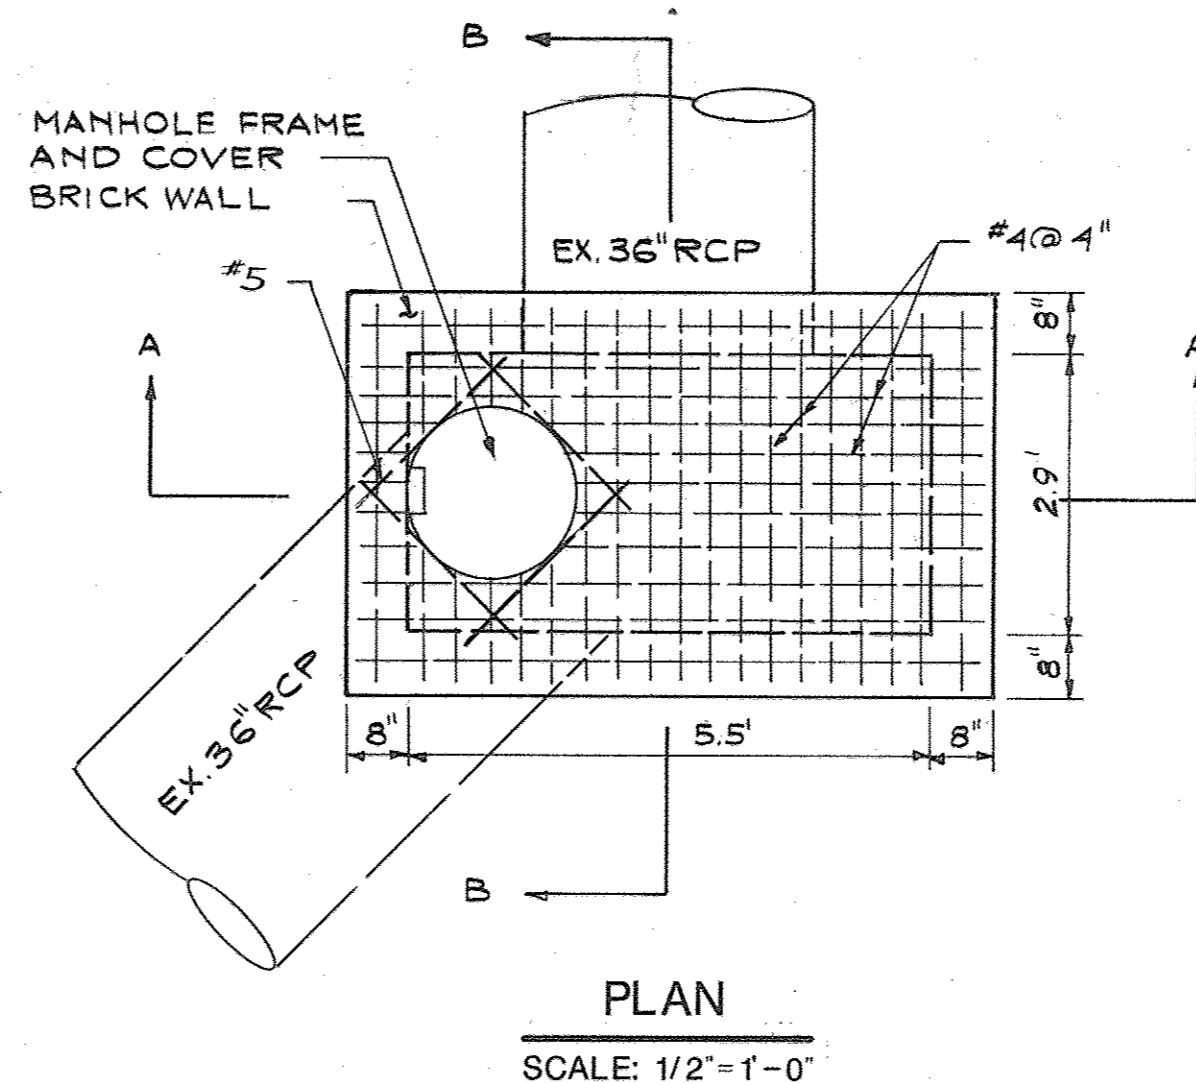 B
MANHOLE FRAME
AND COVER
BRICK WALL
EX. 36" RCP
#4@ 4"
#5
8"
A
A
2.9'
8"
EX. 36" RCP
8"
5.5'
8"
B
PLAN
SCALE: 1/2"=1'-0"